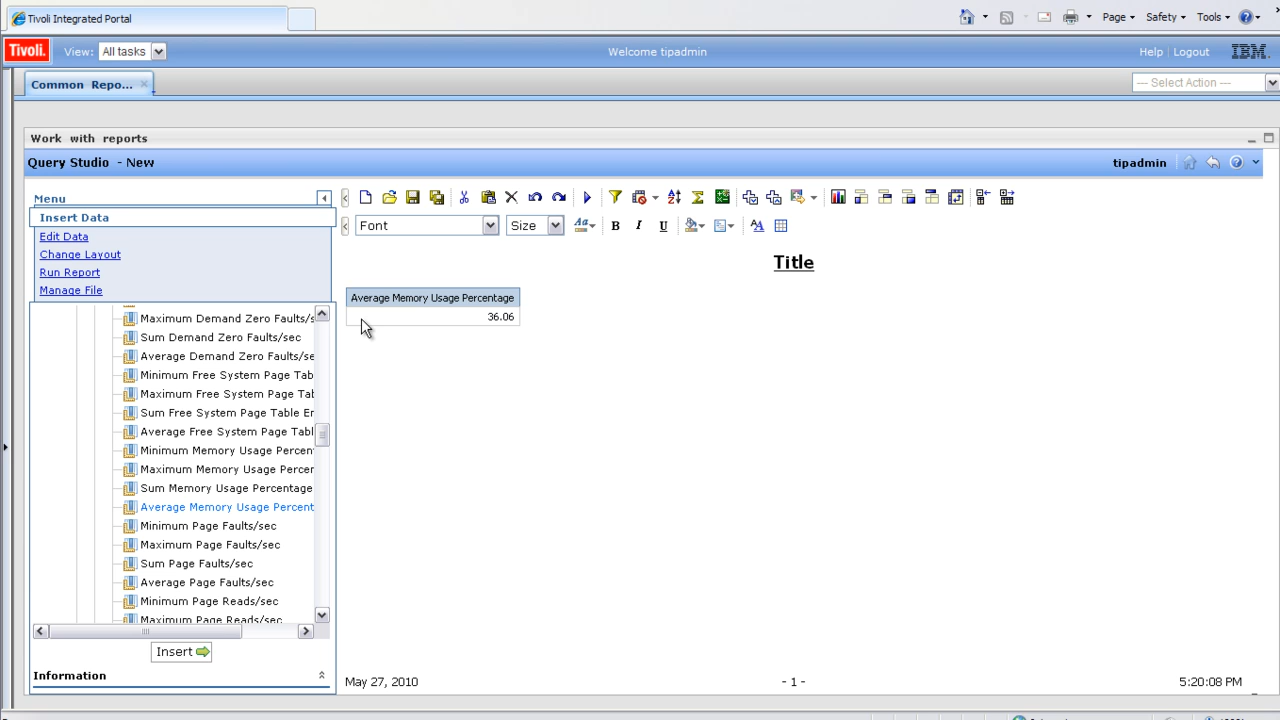 Tivoli Integrated Portal
Page Safety Tools
Tivoli. View: All tasks Welcome tipadmin Help Logout IBM
Common Repo... --- Select Action ---
Work with reports
Query Studio - New tipadmin
Menu
Insert Data
Edit Data
Change Layout
Run Report
Manage File
Font Size B I U
Title
Average Memory Usage Percentage
36.06
Maximum Demand Zero Faults/s
Sum Demand Zero Faults/sec
Average Demand Zero Faults/se
Minimum Free System Page Tab
Maximum Free System Page Tab
Sum Free System Page Table Er
Average Free System Page Tabl
Minimum Memory Usage Percen
Maximum Memory Usage Percer
Sum Memory Usage Percentage
Average Memory Usage Percent
Minimum Page Faults/sec
Maximum Page Faults/sec
Sum Page Faults/sec
Average Page Faults/sec
Minimum Page Reads/sec
Maximum Page Reads/sec
Insert
Information
May 27, 2010 - 1 - 5:20:08 PM